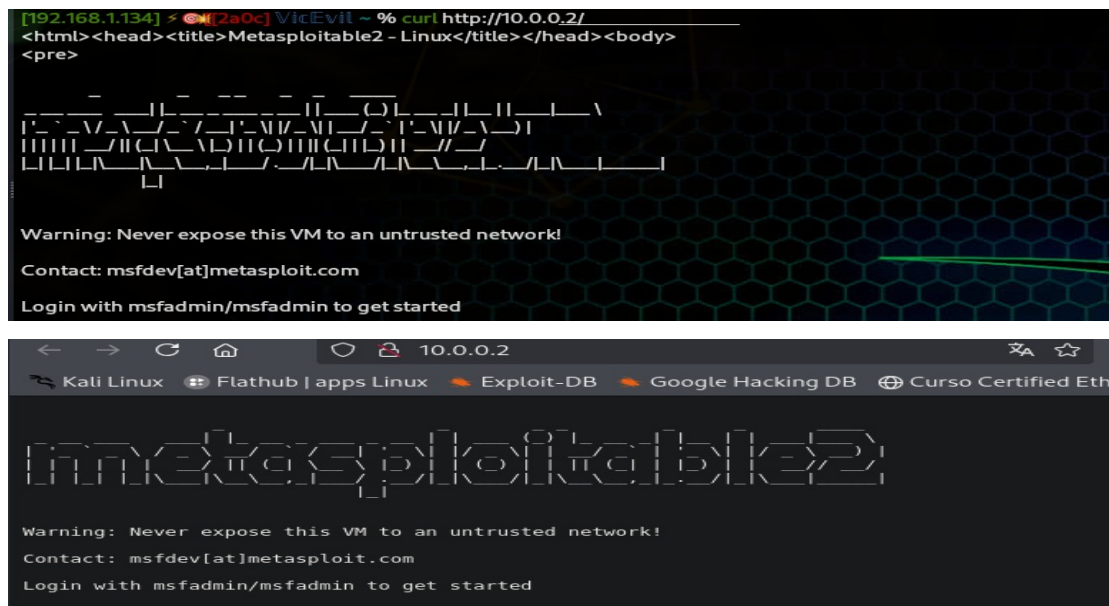 [192.168.1.134] ⚡ 🎯[[2a0c] VicEvil ~ % curl http://10.0.0.2/
<html><head><title>Metasploitable2 - Linux</title></head><body>
<pre>
metasploitable2
Warning: Never expose this VM to an untrusted network!
Contact: msfdev[at]metasploit.com
Login with msfadmin/msfadmin to get started
10.0.0.2
Kali Linux Flathub | apps Linux Exploit-DB Google Hacking DB Curso Certified Eth
metasploitable2
Warning: Never expose this VM to an untrusted network!
Contact: msfdev[at]metasploit.com
Login with msfadmin/msfadmin to get started